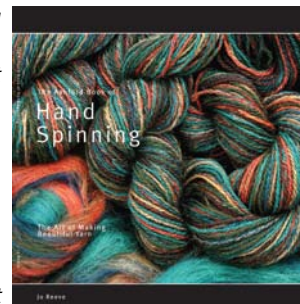 The Ashford Book of
Hand
Spinning
The Art of Making
Beautiful Yarn
Jo Reeve